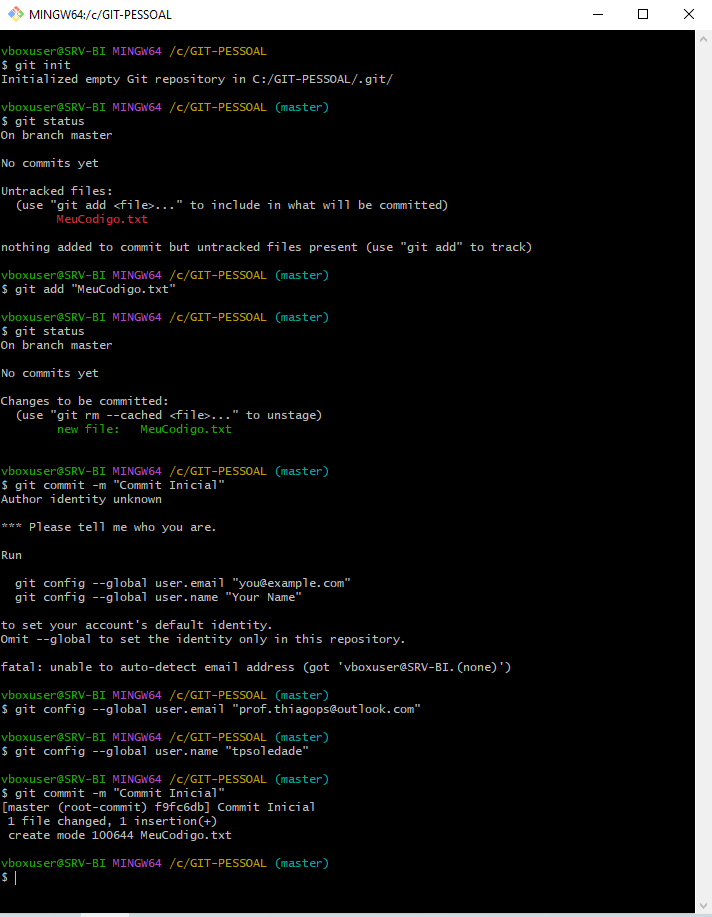 MINGW64:/c/GIT-PESSOAL
vboxuser@SRV-BI MINGW64 /c/GIT-PESSOAL
$ git init
Initialized empty Git repository in C:/GIT-PESSOAL/.git/
vboxuser@SRV-BI MINGW64 /c/GIT-PESSOAL (master)
$ git status
On branch master
No commits yet
Untracked files:
  (use "git add <file>..." to include in what will be committed)
        MeuCodigo.txt
nothing added to commit but untracked files present (use "git add" to track)
vboxuser@SRV-BI MINGW64 /c/GIT-PESSOAL (master)
$ git add "MeuCodigo.txt"
vboxuser@SRV-BI MINGW64 /c/GIT-PESSOAL (master)
$ git status
On branch master
No commits yet
Changes to be committed:
  (use "git rm --cached <file>..." to unstage)
        new file:   MeuCodigo.txt
vboxuser@SRV-BI MINGW64 /c/GIT-PESSOAL (master)
$ git commit -m "Commit Inicial"
Author identity unknown
*** Please tell me who you are.
Run
  git config --global user.email "you@example.com"
  git config --global user.name "Your Name"
to set your account's default identity.
Omit --global to set the identity only in this repository.
fatal: unable to auto-detect email address (got 'vboxuser@SRV-BI.(none)')
vboxuser@SRV-BI MINGW64 /c/GIT-PESSOAL (master)
$ git config --global user.email "prof.thiagops@outlook.com"
vboxuser@SRV-BI MINGW64 /c/GIT-PESSOAL (master)
$ git config --global user.name "tpsoledade"
vboxuser@SRV-BI MINGW64 /c/GIT-PESSOAL (master)
$ git commit -m "Commit Inicial"
[master (root-commit) f9fc6db] Commit Inicial
 1 file changed, 1 insertion(+)
 create mode 100644 MeuCodigo.txt
vboxuser@SRV-BI MINGW64 /c/GIT-PESSOAL (master)
$